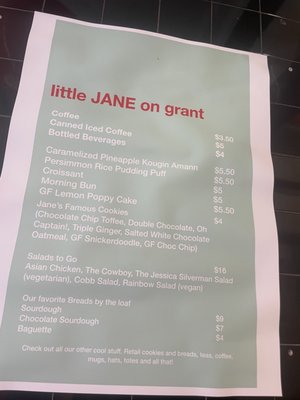 little JANE on grant
Coffee $3.50
Canned Iced Coffee $5
Bottled Beverages $4
Caramelized Pineapple Kougin Amann $5.50
Persimmon Rice Pudding Puff $5.50
Croissant $5
Morning Bun $5
GF Lemon Poppy Cake $5.50
Jane's Famous Cookies $4
(Chocolate Chip Toffee, Double Chocolate, Oh
Captain!, Triple Ginger, Salted White Chocolate
Oatmeal, GF Snickerdoodle, GF Choc Chip)
Salads to Go $16
Asian Chicken, The Cowboy, The Jessica Silverman Salad
(vegetarian), Cobb Salad, Rainbow Salad (vegan)
Our favorite Breads by the loaf
Sourdough $9
Chocolate Sourdough $7
Baguette $4
Check out all our other cool stuff. Retail cookies and breads, teas, coffee,
mugs, hats, totes and all that!